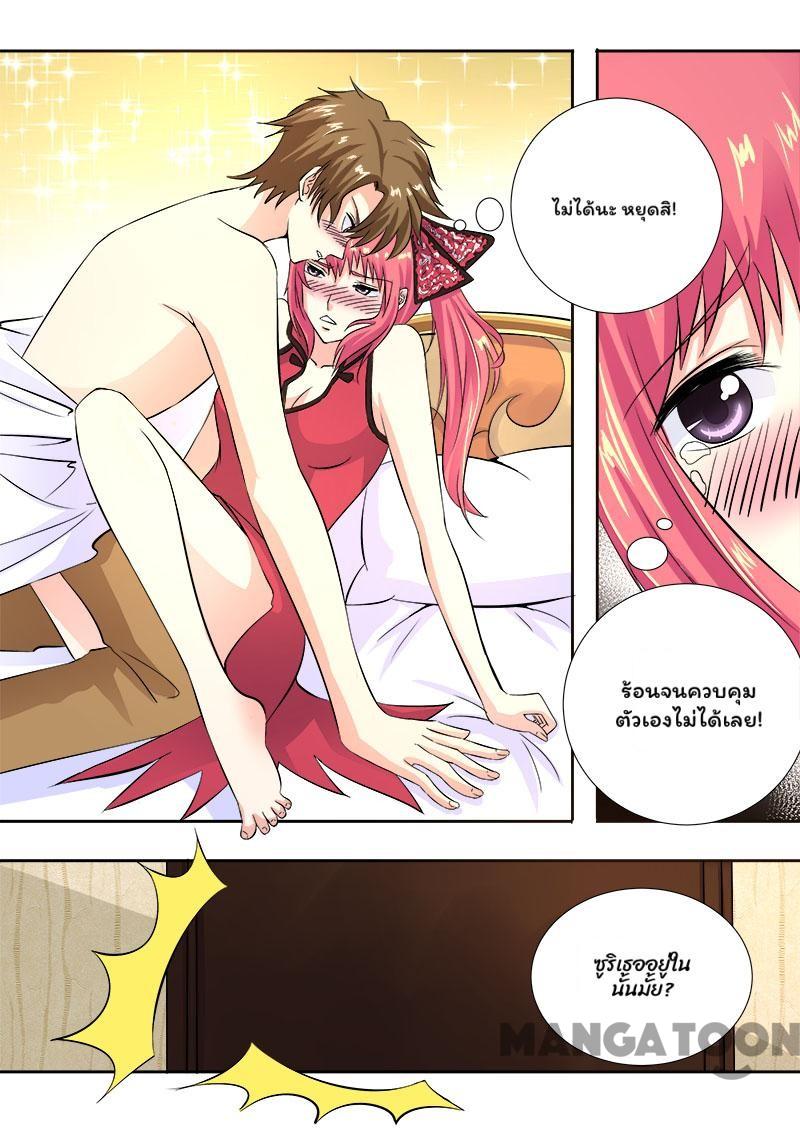 ไม่ได้นะ หยุดสิ!
ร้อนจนควบคุม
ตัวเองไม่ได้เลย!
ซูริเธออยู่ใน
นั้นมั้ย?
MANGATOON